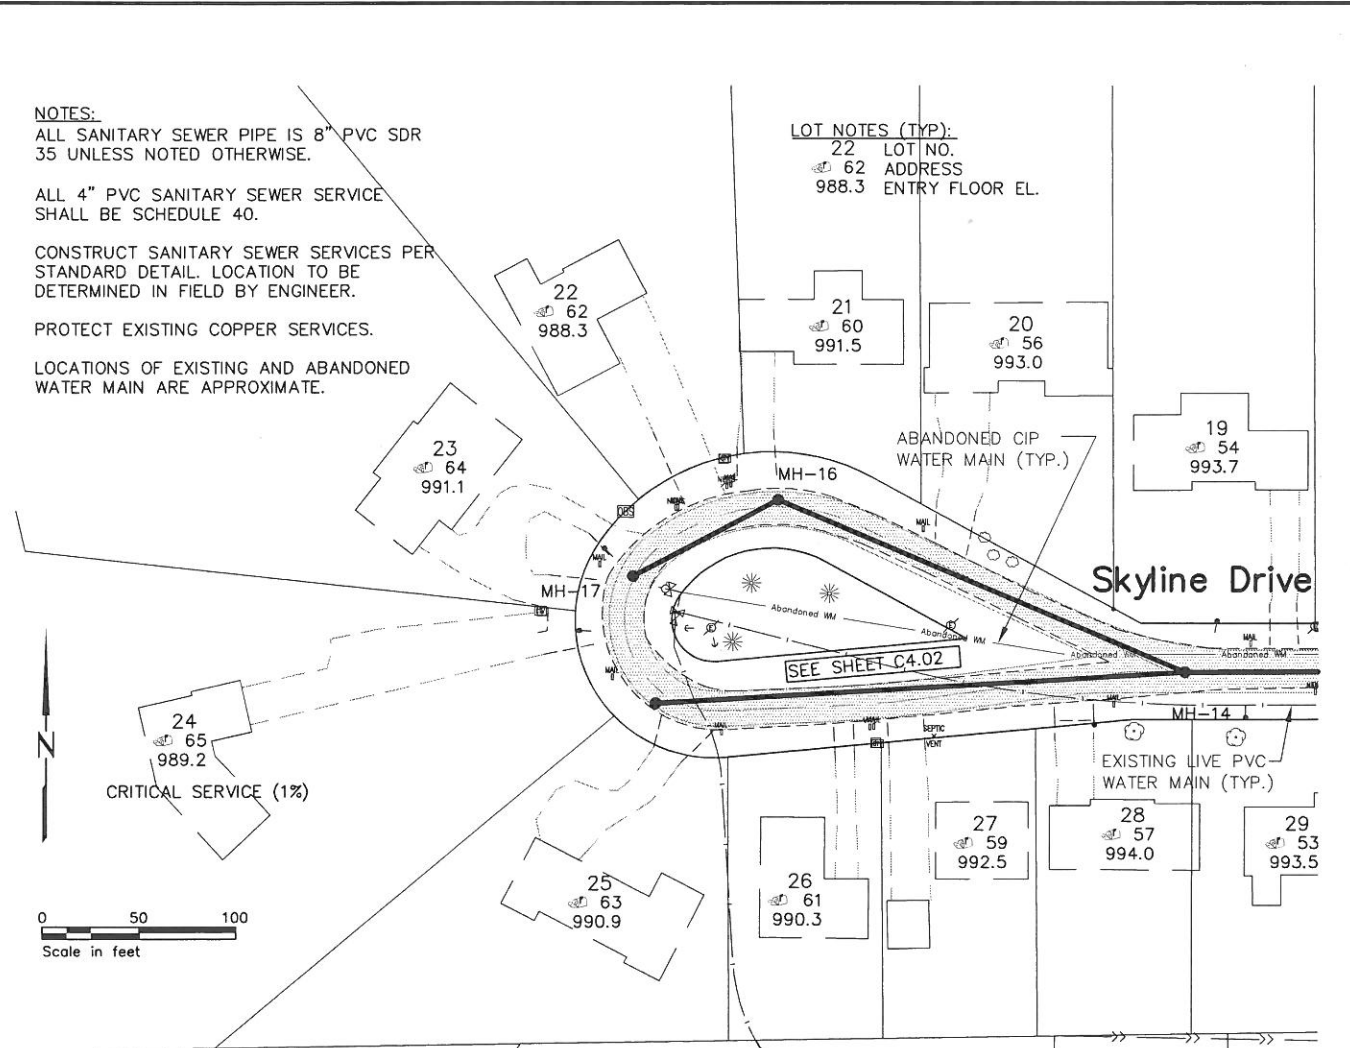 NOTES:
ALL SANITARY SEWER PIPE IS 8" PVC SDR
35 UNLESS NOTED OTHERWISE.
ALL 4" PVC SANITARY SEWER SERVICE
SHALL BE SCHEDULE 40.
CONSTRUCT SANITARY SEWER SERVICES PER
STANDARD DETAIL. LOCATION TO BE
DETERMINED IN FIELD BY ENGINEER.
PROTECT EXISTING COPPER SERVICES.
LOCATIONS OF EXISTING AND ABANDONED
WATER MAIN ARE APPROXIMATE.
LOT NOTES (TYP):
22 LOT NO.
62 ADDRESS
988.3 ENTRY FLOOR EL.
22
62
988.3
21
60
991.5
20
56
993.0
19
54
993.7
23
64
991.1
ABANDONED CIP
WATER MAIN (TYP.)
MH-16
MAIL
MAIL
MH-17
Skyline Drive
Abandoned WM
Abandoned WM
MAIL
Abandoned WM
Abandoned WM
SEE SHEET C4.02
MAIL
MAIL
MAIL
SEPTIC
VENT
MH-14
EXISTING LIVE PVC
WATER MAIN (TYP.)
24
65
989.2
CRITICAL SERVICE (1%)
N
25
63
990.9
26
61
990.3
27
59
992.5
28
57
994.0
29
53
993.5
0 50 100
Scale in feet